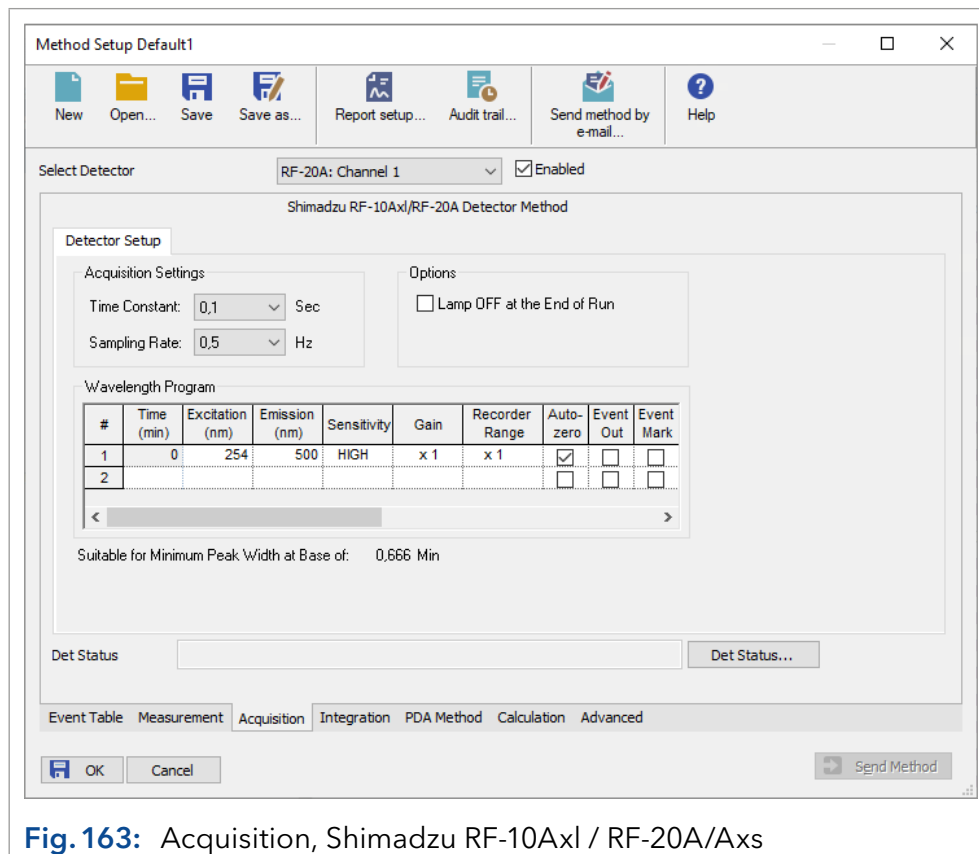 Method Setup Default1
New Open... Save Save as... Report setup... Audit trail... Send method by e-mail... Help
Select Detector RF-20A: Channel 1 Enabled
Shimadzu RF-10Axl/RF-20A Detector Method
Detector Setup
Acquisition Settings Options
Time Constant: 0,1 Sec Lamp OFF at the End of Run
Sampling Rate: 0,5 Hz
Wavelength Program
# Time (min) Excitation (nm) Emission (nm) Sensitivity Gain Recorder Range Auto-zero Event Out Event Mark
1 0 254 500 HIGH x 1 x 1
2
Suitable for Minimum Peak Width at Base of: 0,666 Min
Det Status Det Status...
Event Table Measurement Acquisition Integration PDA Method Calculation Advanced
OK Cancel Send Method
Fig. 163: Acquisition, Shimadzu RF-10Axl / RF-20A/Axs